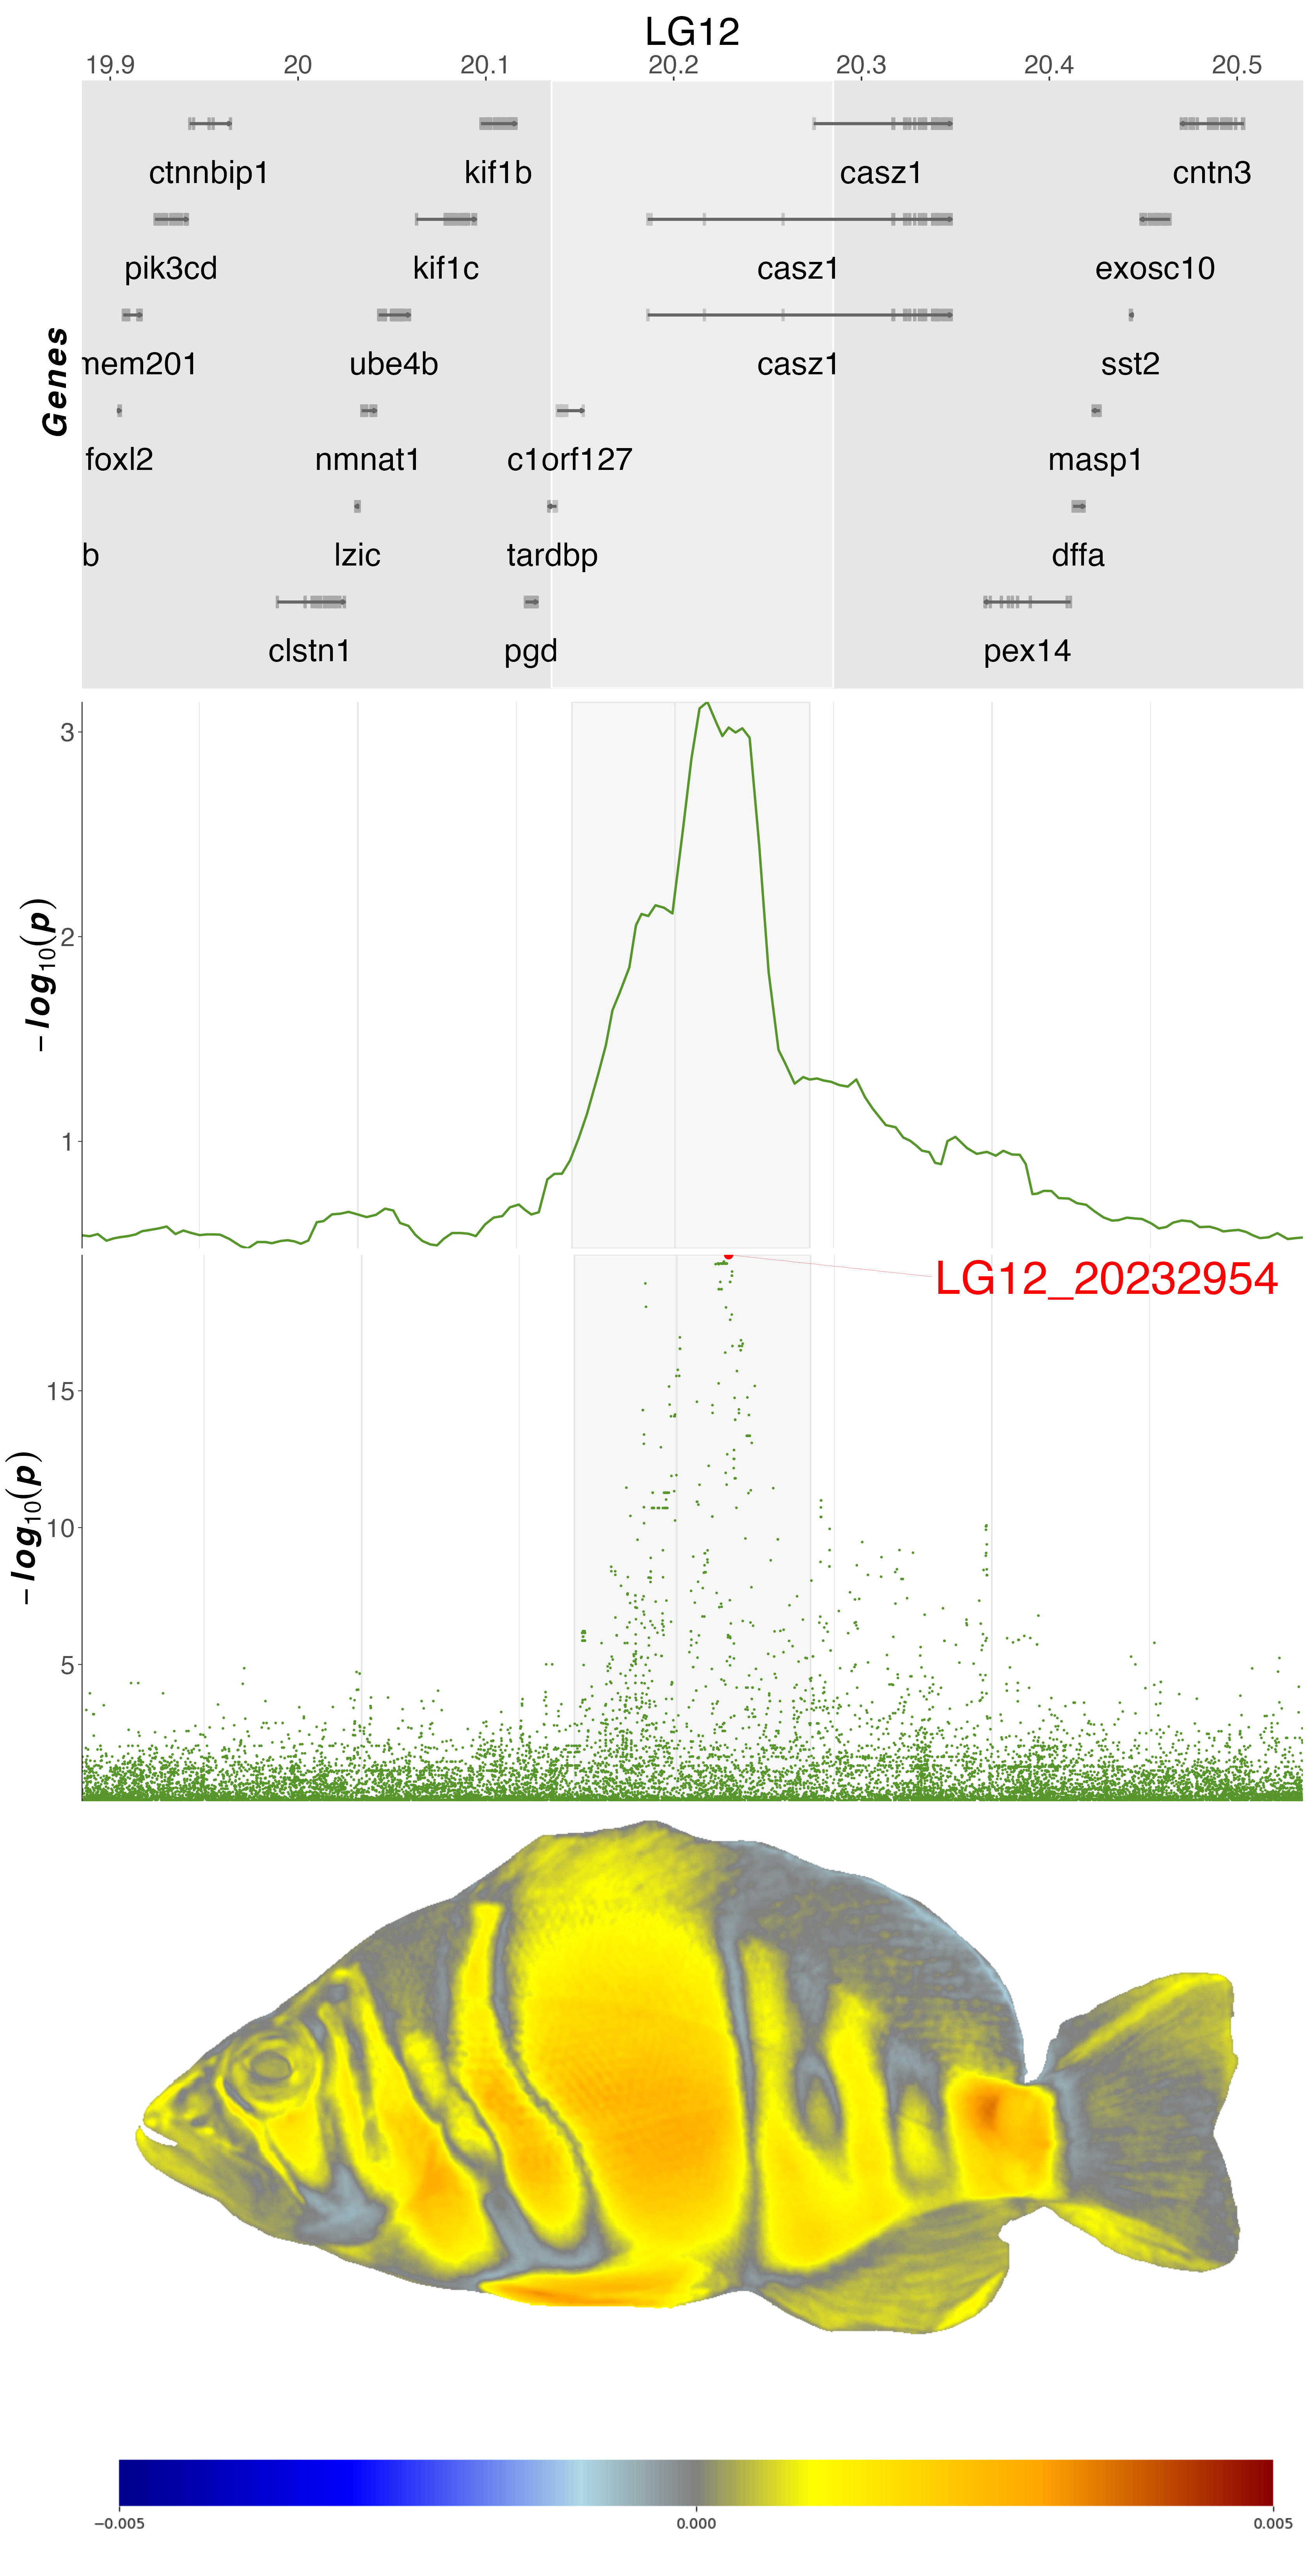 LG12
19.9 20 20.1 20.2 20.3 20.4 20.5
ctnnbip1 kif1b casz1 cntn3
pik3cd kif1c casz1 exosc10
mem201 ube4b casz1 sst2
foxl2 nmnat1 c1orf127 masp1
b lzic tardbp dffa
clstn1 pgd pex14
Genes
3
2
1
−log10(p)
LG12_20232954
15
10
5
−log10(p)
−0.005 0.000 0.005